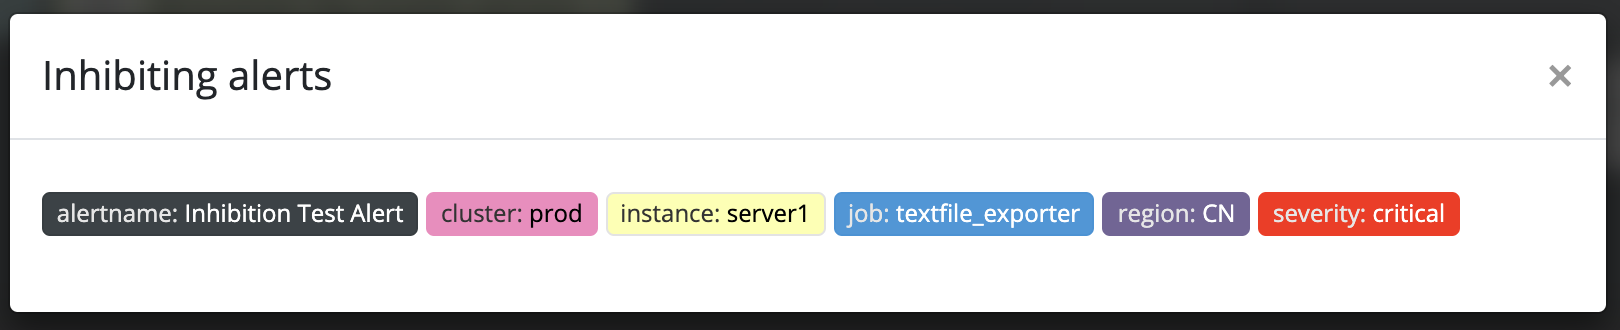 Inhibiting alerts
alertname: Inhibition Test Alert cluster: prod instance: server1 job: textfile_exporter region: CN severity: critical